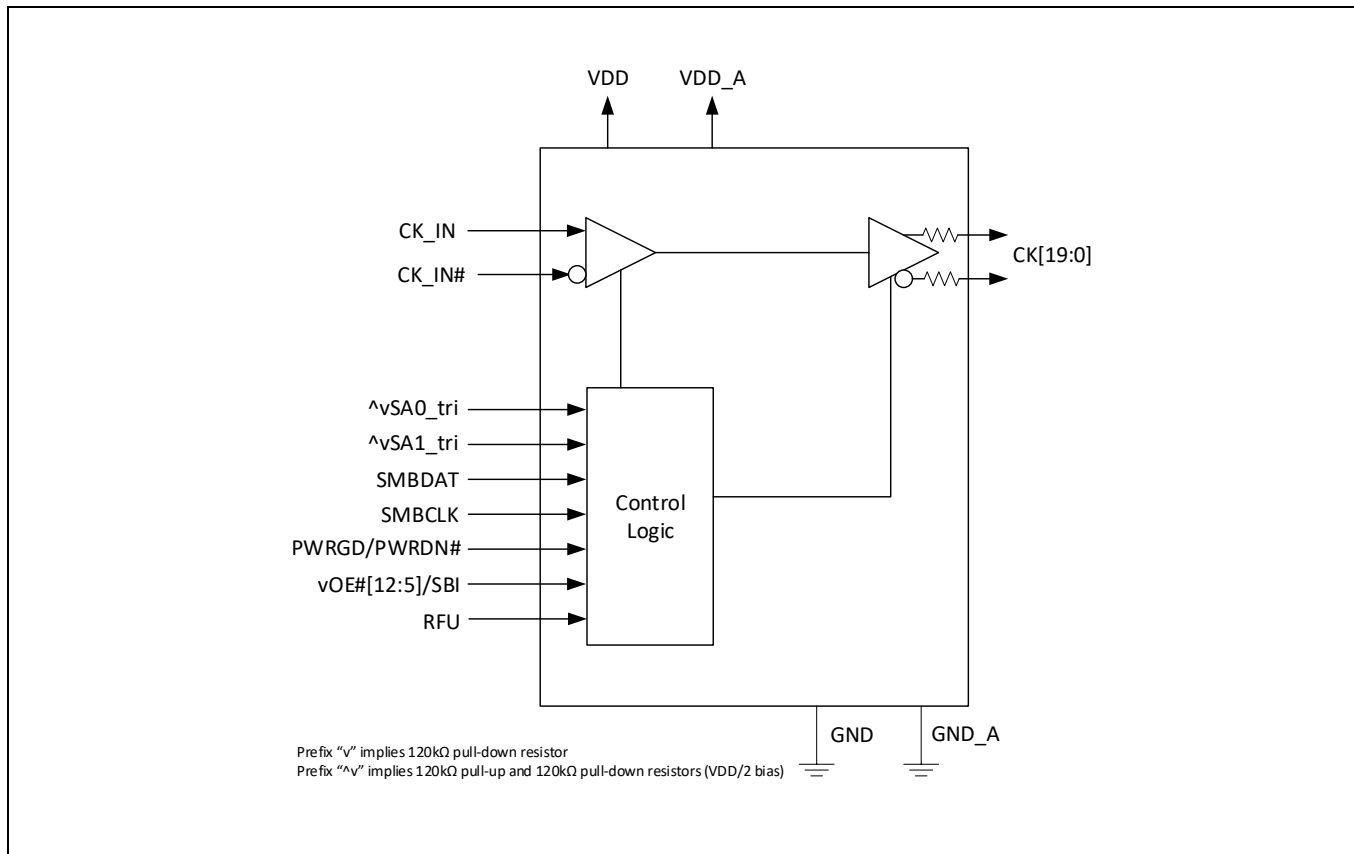 VDD
VDD_A
CK_IN
CK_IN#
CK[19:0]
^vSA0_tri
^vSA1_tri
SMBDAT
SMBCLK
PWRGD/PWRDN#
vOE#[12:5]/SBI
RFU
Control
Logic
GND
GND_A
Prefix “v” implies 120kΩ pull-down resistor
Prefix “^v” implies 120kΩ pull-up and 120kΩ pull-down resistors (VDD/2 bias)